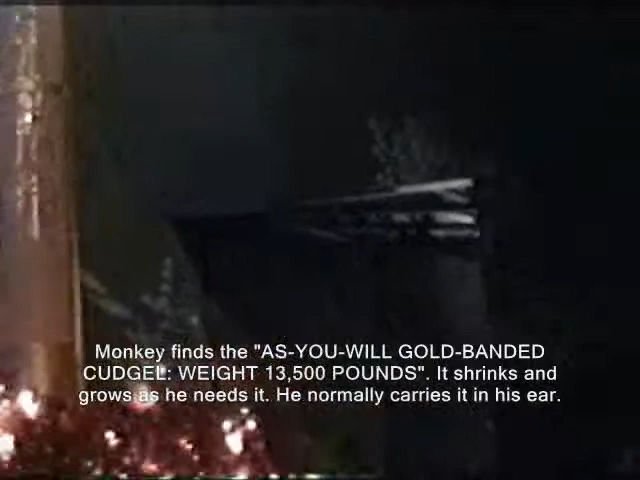 Monkey finds the "AS-YOU-WILL GOLD-BANDED
CUDGEL: WEIGHT 13,500 POUNDS". It shrinks and
grows as he needs it. He normally carries it in his ear.